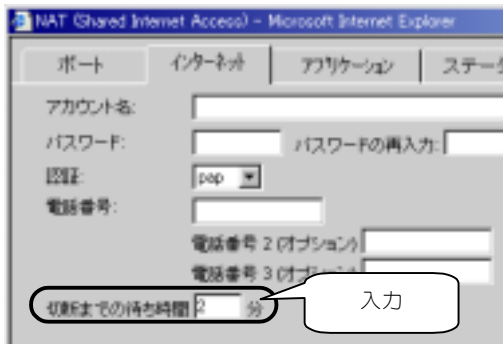 NAT (Shared Internet Access) - Microsoft Internet Explorer
ポート インターネット アプリケーション ステータ
アカウント名:
パスワード: パスワードの再入力:
認証: pap
電話番号:
電話番号 2 (オプション)
電話番号 3 (オプション)
切断までの待ち時間 2 分
入力